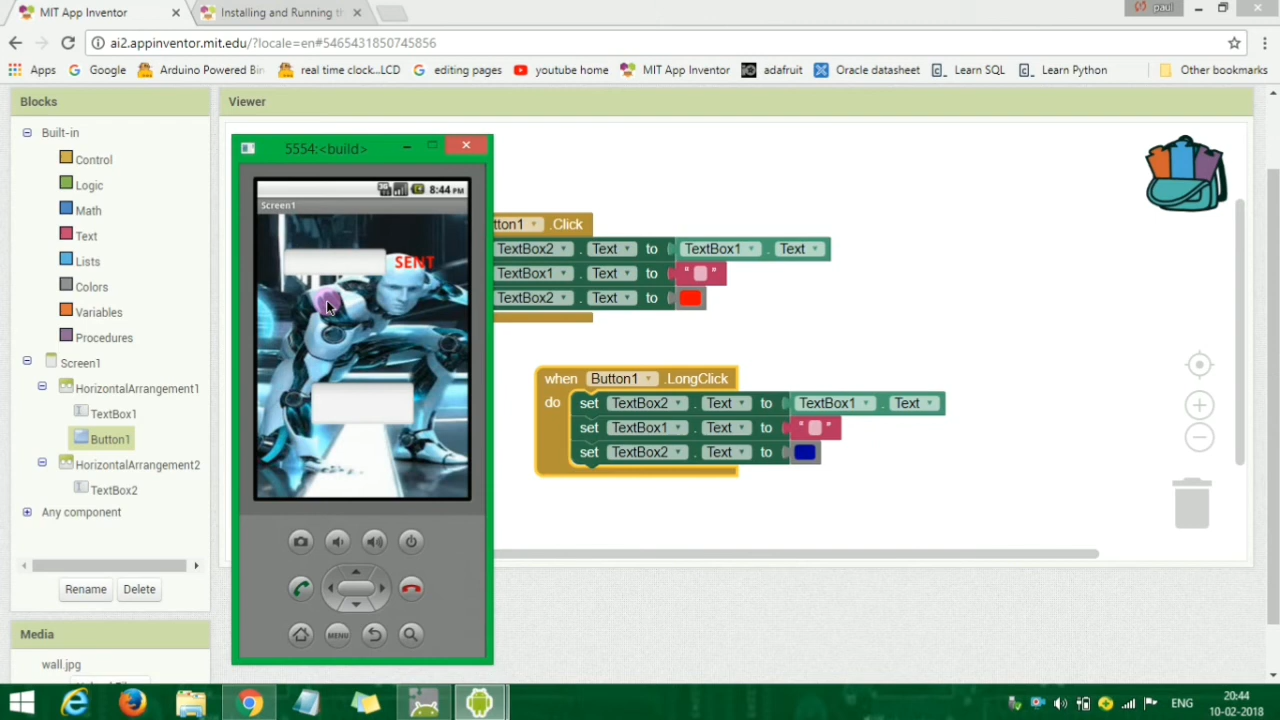 MIT App Inventor
Installing and Running th
paul
ai2.appinventor.mit.edu/?locale=en#5465431850745856
Apps
Google
Arduino Powered Bin
real time clock...LCD
editing pages
youtube home
MIT App Inventor
adafruit
Oracle datasheet
Learn SQL
Learn Python
Other bookmarks
Blocks
Viewer
Built-in
Control
Logic
Math
Text
Lists
Colors
Variables
Procedures
Screen1
HorizontalArrangement1
TextBox1
Button1
HorizontalArrangement2
TextBox2
Any component
Rename
Delete
Media
wall.jpg
5554:<build>
8:44 PM
Screen1
SENT
MENU
tton1 .Click
TextBox2 . Text to TextBox1 . Text
TextBox1 . Text to " "
TextBox2 . Text to
when Button1 .LongClick
do set TextBox2 . Text to TextBox1 . Text
set TextBox1 . Text to " "
set TextBox2 . Text to
ENG
20:44
10-02-2018